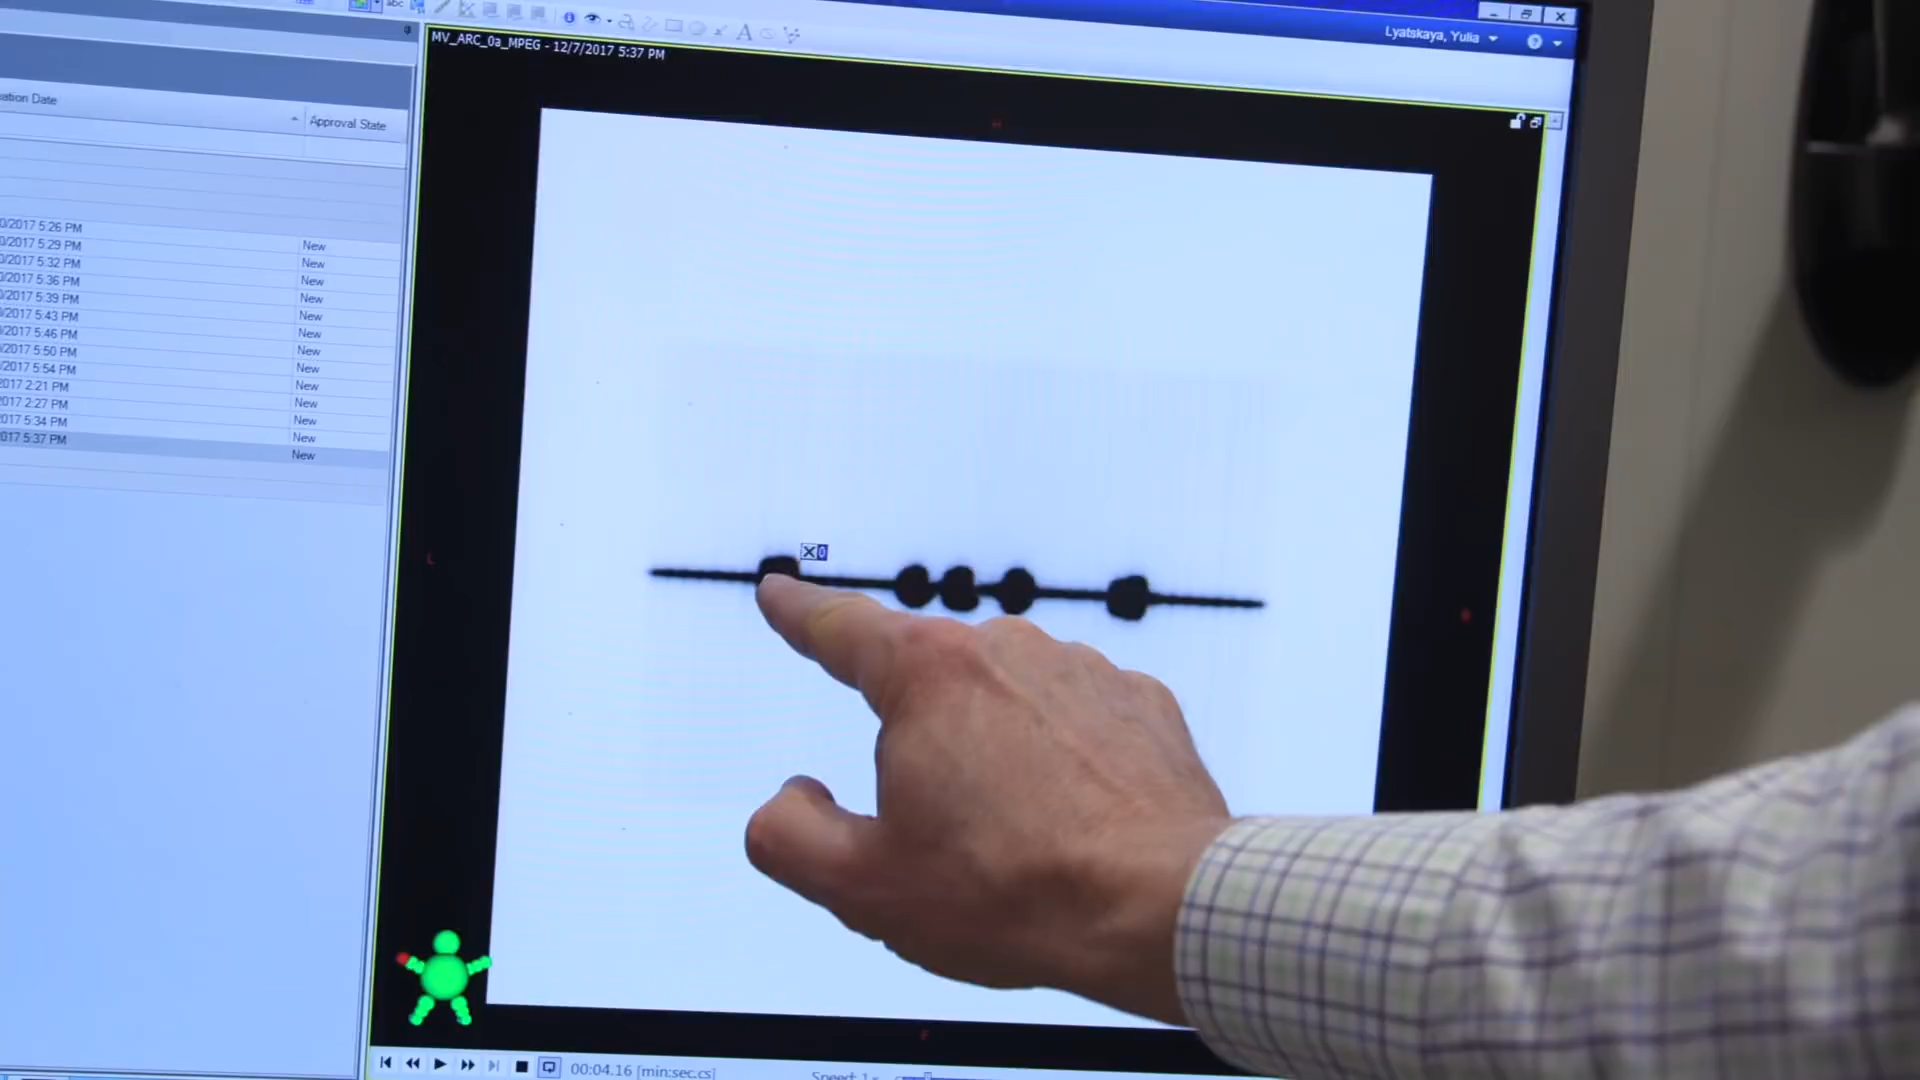 abc
A
Lyatskaya, Yulia
MV_ARC_0a_MPEG - 12/7/2017 5:37 PM
ation Date
Approval State
0/2017 5:26 PM
0/2017 5:29 PM New
0/2017 5:32 PM New
0/2017 5:36 PM New
0/2017 5:39 PM New
/2017 5:43 PM New
/2017 5:46 PM New
/2017 5:50 PM New
/2017 5:54 PM New
2017 2:21 PM New
2017 2:27 PM New
2017 5:34 PM New
017 5:37 PM New
New
0
L
00:04.16 [min:sec.cs]
Speed: 1